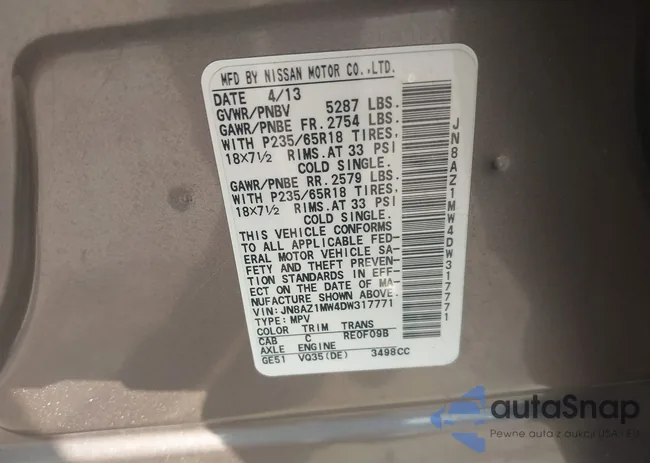 MFD BY NISSAN MOTOR CO.,LTD.
DATE 4/13
GVWR/PNBV 5287 LBS.
GAWR/PNBE FR. 2754 LBS.
WITH P235/65R18 TIRES,
18X7½ RIMS. AT 33 PSI
COLD SINGLE.
GAWR/PNBE RR. 2579 LBS.
WITH P235/65R18 TIRES,
18X7½ RIMS. AT 33 PSI
COLD SINGLE.
THIS VEHICLE CONFORMS
TO ALL APPLICABLE FED-
ERAL MOTOR VEHICLE SA-
FETY AND THEFT PREVEN-
TION STANDARDS IN EFF-
ECT ON THE DATE OF MA-
NUFACTURE SHOWN ABOVE.
VIN: JN8AZ1MW4DW317771
TYPE: MPV
COLOR TRIM TRANS
CAB C RE0F09B
AXLE ENGINE
GE51 VQ35(DE) 3498CC
JN8AZ1MW4DW317771
autaSnap
Pewne auta z aukcji USA i EU